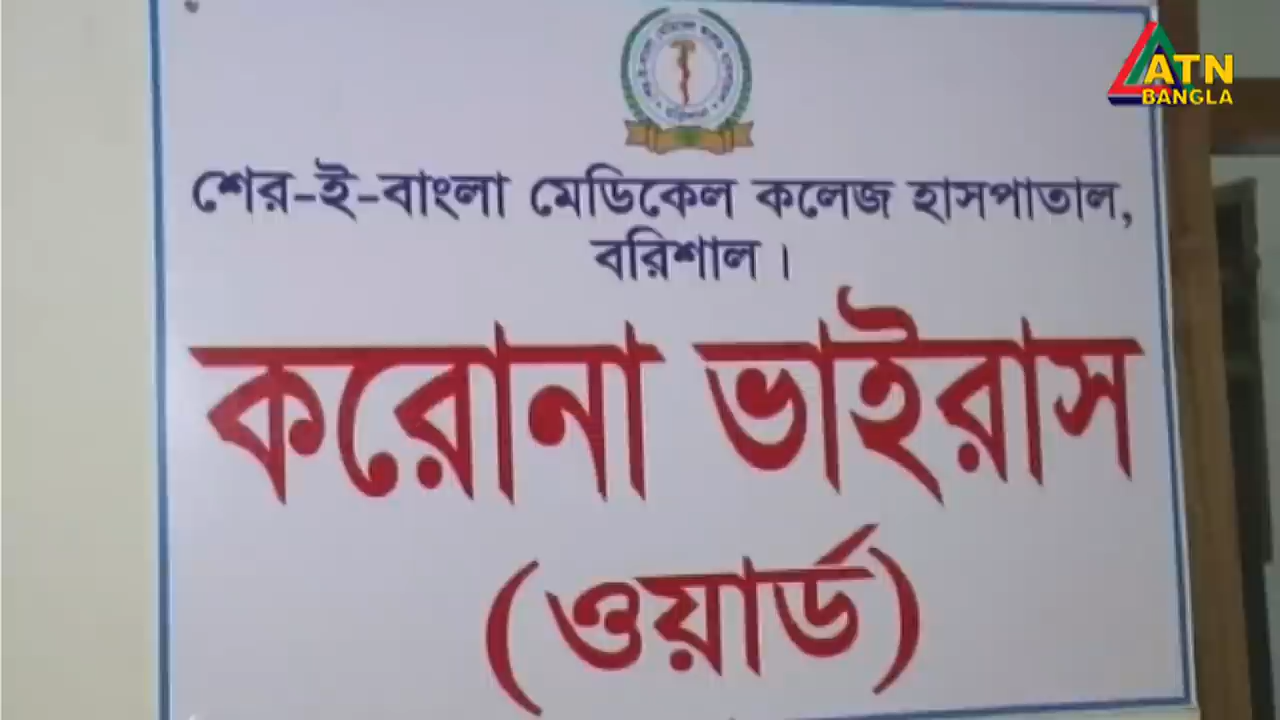 ATN
BANGLA
শের-ই-বাংলা মেডিকেল কলেজ হাসপাতাল,
বরিশাল।
করোনা ভাইরাস
(ওয়ার্ড)